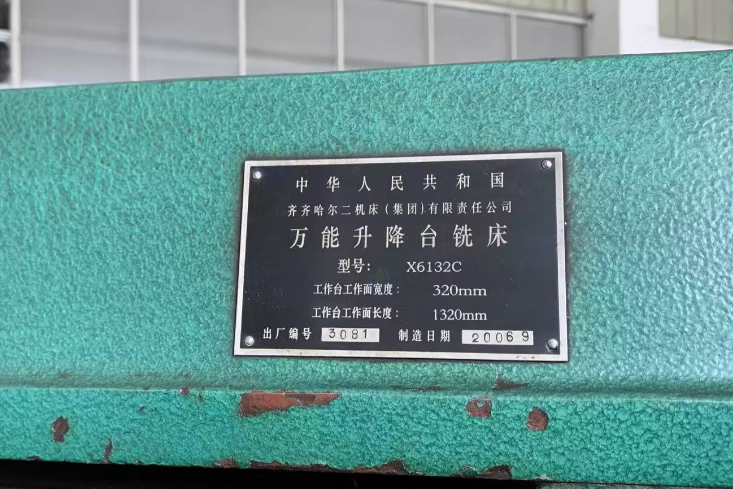 中华人民共和国
齐齐哈尔二机床(集团)有限责任公司
万能升降台铣床
型号: X6132C
工作台工作面宽度: 320mm
工作台工作面长度: 1320mm
出厂编号 3081 制造日期 20069